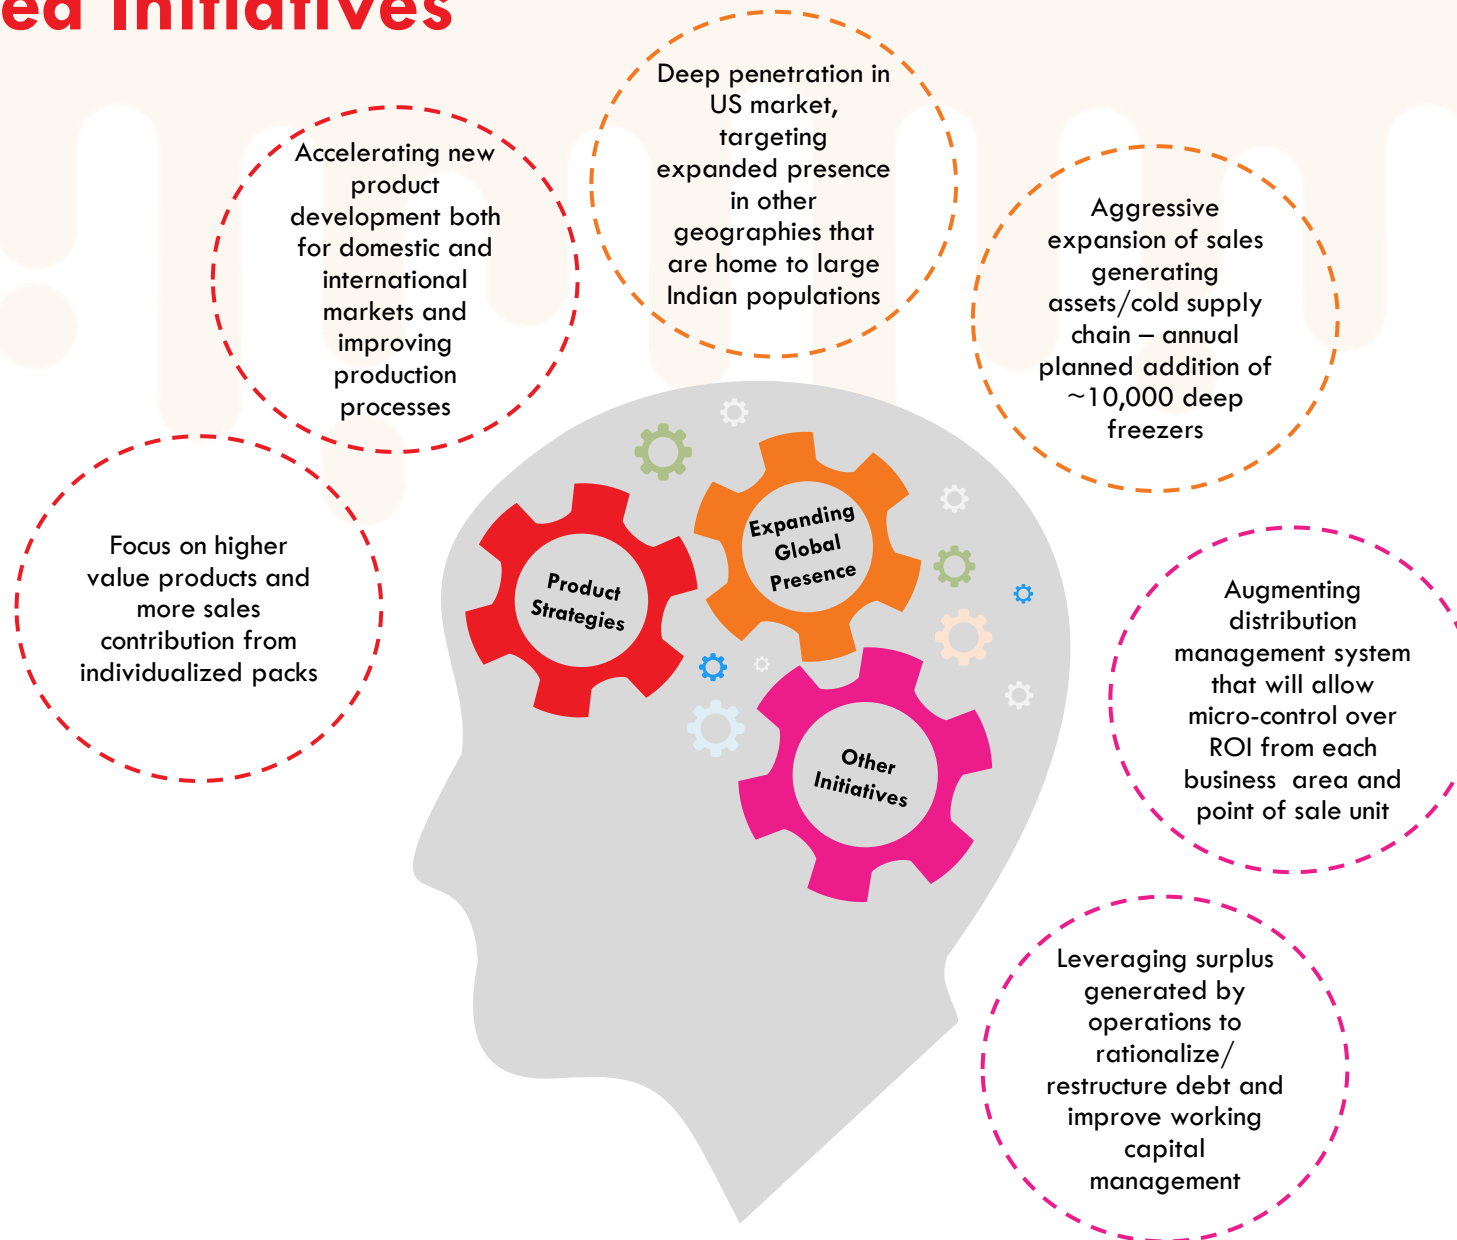 ed Initiatives
Deep penetration in
US market,
targeting
expanded presence
in other
geographies that
are home to large
Indian populations
Accelerating new
product
development both
for domestic and
international
markets and
improving
production
processes
Aggressive
expansion of sales
generating
assets/cold supply
chain – annual
planned addition of
~10,000 deep
freezers
Focus on higher
value products and
more sales
contribution from
individualized packs
Product
Strategies
Expanding
Global
Presence
Other
Initiatives
Augmenting
distribution
management system
that will allow
micro-control over
ROI from each
business area and
point of sale unit
Leveraging surplus
generated by
operations to
rationalize/
restructure debt and
improve working
capital
management